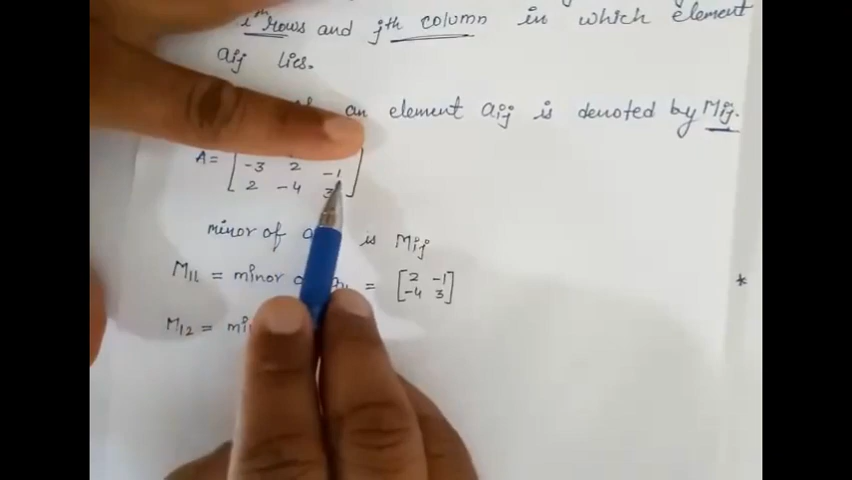 ith rows and jth column in which element
aij lies.
an element aij is denoted by Mij.
A = [ -3 2 -1
2 -4 3 ]
minor of is Mij
M11 = minor = [ 2 -1
-4 3 ]
*
M12 =